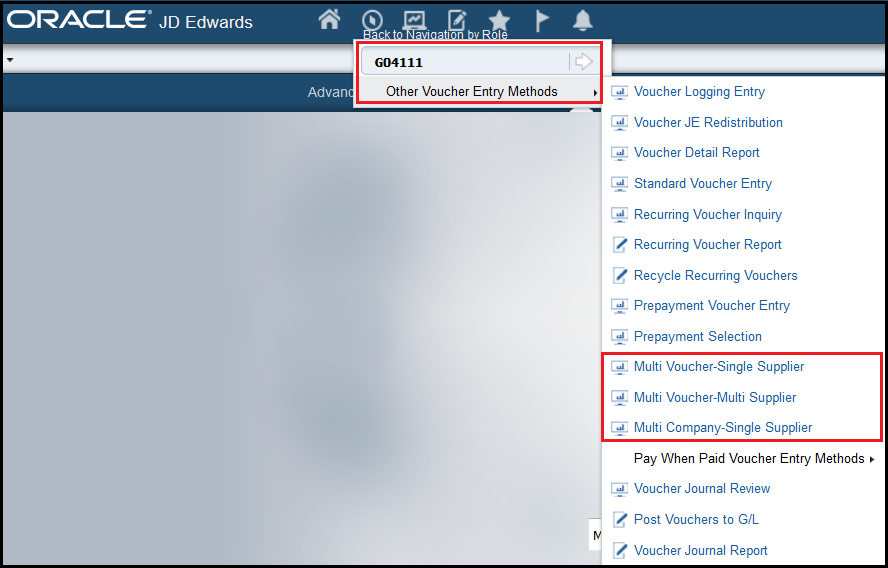 ORACLE® JD Edwards
Back to Navigation by Role
G04111
Other Voucher Entry Methods
Advanc
Voucher Logging Entry
Voucher JE Redistribution
Voucher Detail Report
Standard Voucher Entry
Recurring Voucher Inquiry
Recurring Voucher Report
Recycle Recurring Vouchers
Prepayment Voucher Entry
Prepayment Selection
Multi Voucher-Single Supplier
Multi Voucher-Multi Supplier
Multi Company-Single Supplier
Pay When Paid Voucher Entry Methods
Voucher Journal Review
Post Vouchers to G/L
M
Voucher Journal Report